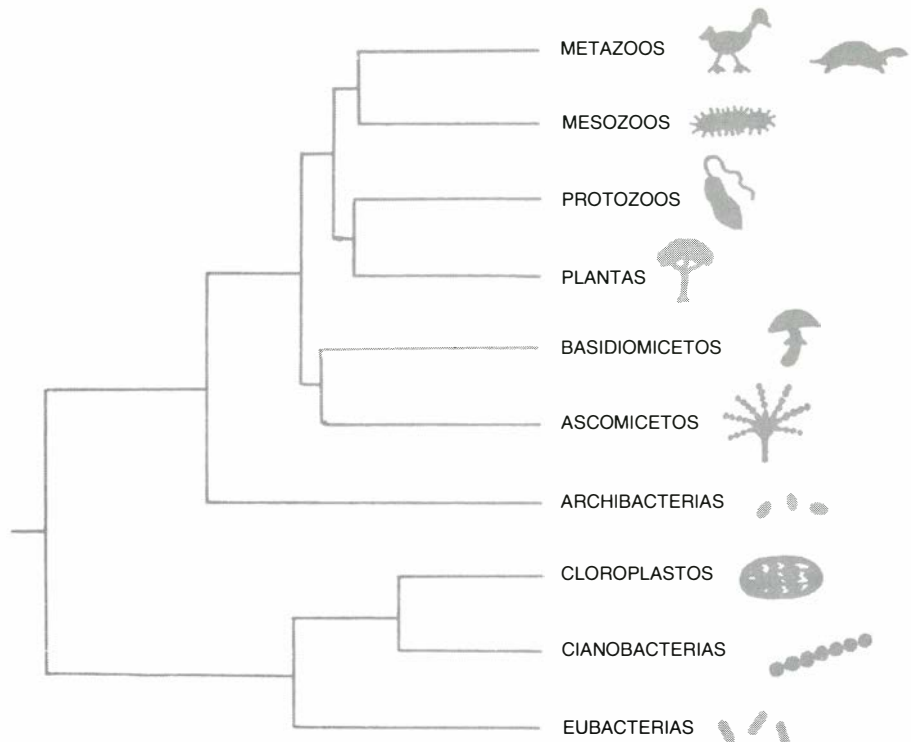 METAZOOS
MESOZOOS
PROTOZOOS
PLANTAS
BASIDIOMICETOS
ASCOMICETOS
ARCHIBACTERIAS
CLOROPLASTOS
CIANOBACTERIAS
EUBACTERIAS